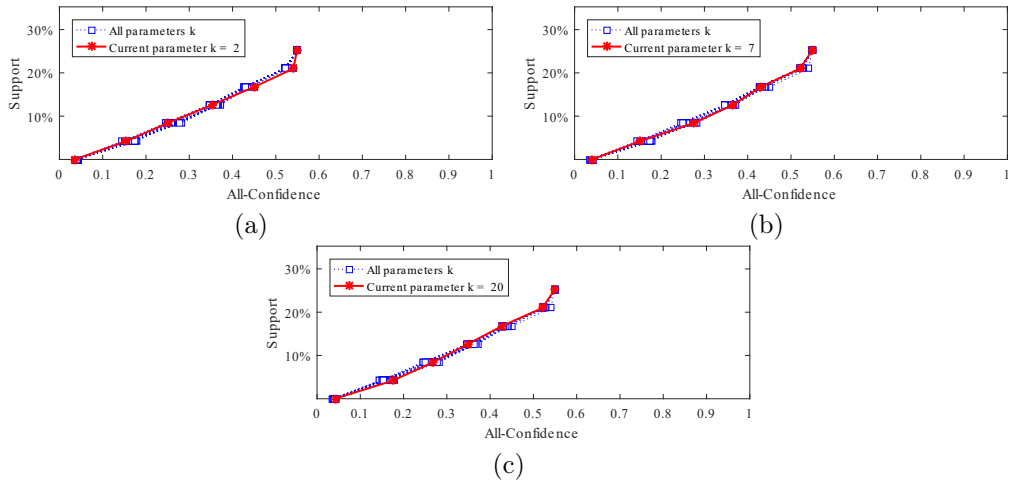 All parameters k
Current parameter k = 2
30%
20%
10%
Support
0 0.1 0.2 0.3 0.4 0.5 0.6 0.7 0.8 0.9 1
All-Confidence
(a)
All parameters k
Current parameter k = 7
30%
20%
10%
Support
0 0.1 0.2 0.3 0.4 0.5 0.6 0.7 0.8 0.9 1
All-Confidence
(b)
All parameters k
Current parameter k = 20
30%
20%
10%
Support
0 0.1 0.2 0.3 0.4 0.5 0.6 0.7 0.8 0.9 1
All-Confidence
(c)